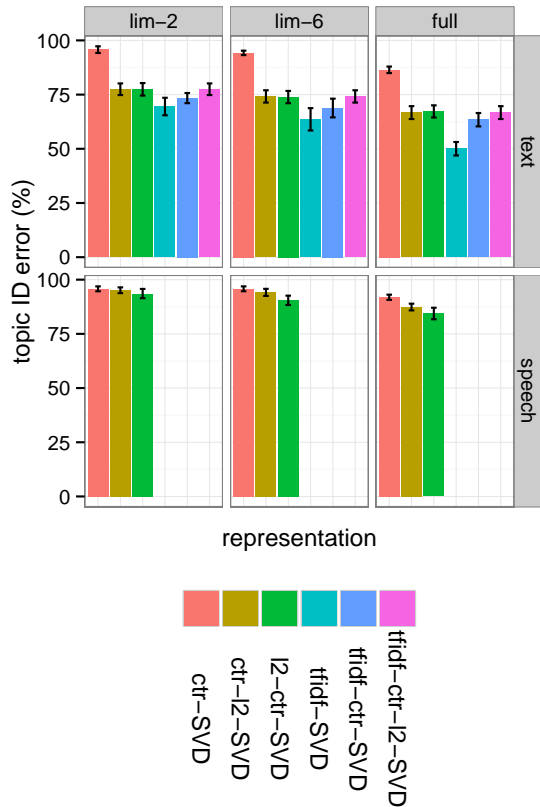 lim−2 lim−6 full
100
75
50
25
0
text
100
75
50
25
0
speech
topic ID error (%)
representation
ctr−SVD
ctr−l2−SVD
l2−ctr−SVD
tfidf−SVD
tfidf−ctr−SVD
tfidf−ctr−l2−SVD